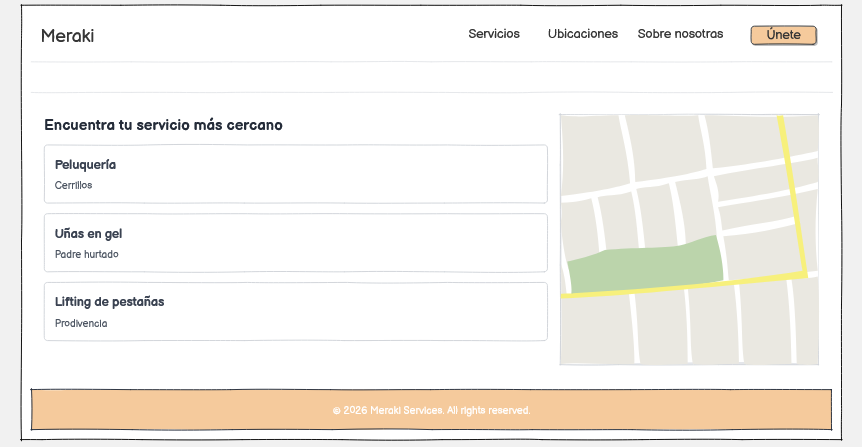 Meraki
Servicios
Ubicaciones
Sobre nosotras
Únete
Encuentra tu servicio más cercano
Peluquería
Cerrillos
Uñas en gel
Padre hurtado
Lifting de pestañas
Prodivencia
© 2026 Meraki Services. All rights reserved.